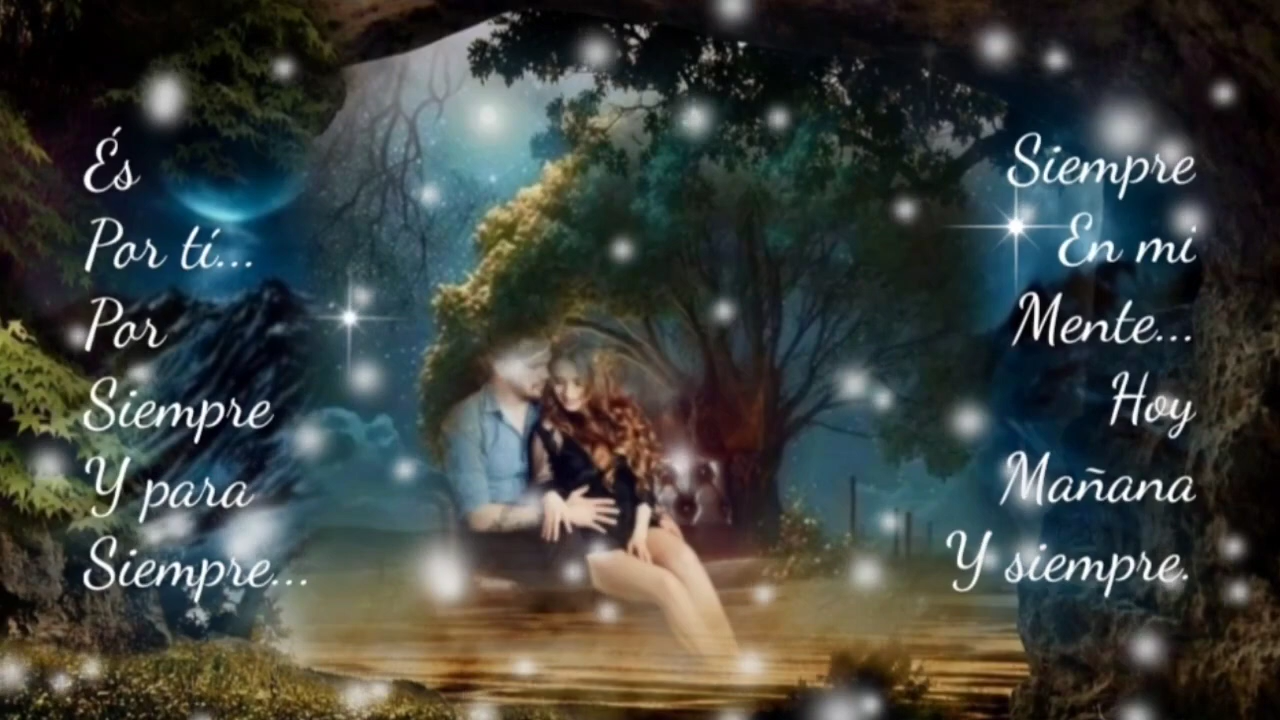 És
Por tí...
Por
Siempre
Y para
Siempre...
Siempre
En mi
Mente...
Hoy
Mañana
Y siempre.